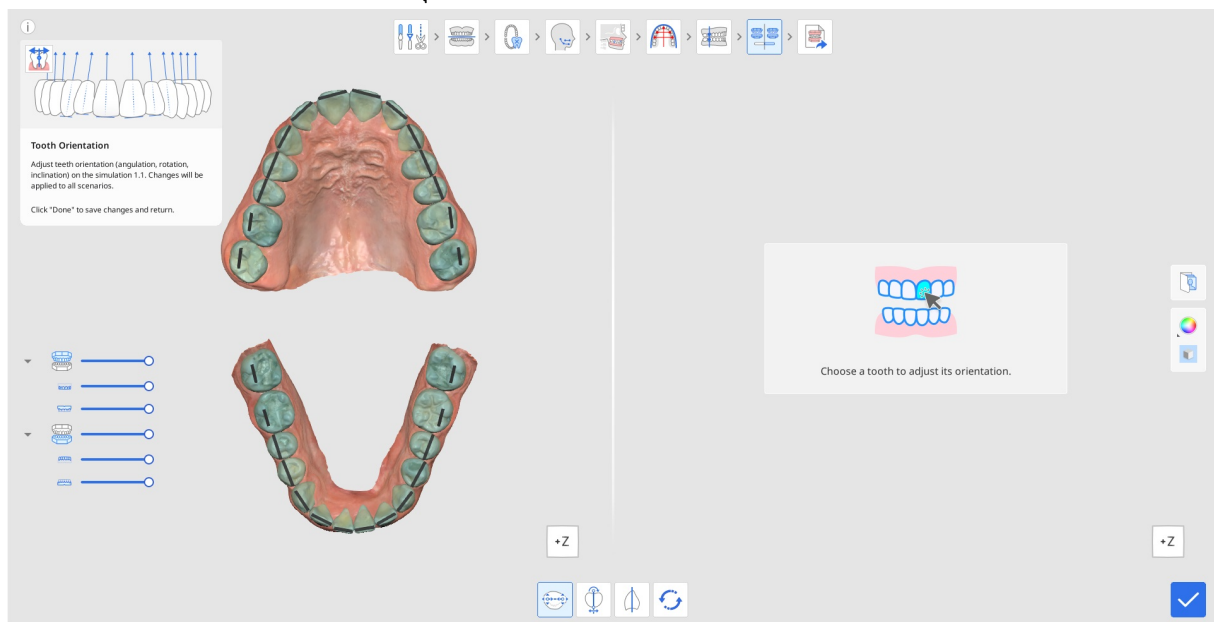 Tooth Orientation
Adjust teeth orientation (angulation, rotation,
inclination) on the simulation 1.1. Changes will be
applied to all scenarios.
Click "Done" to save changes and return.
Choose a tooth to adjust its orientation.
+Z
+Z